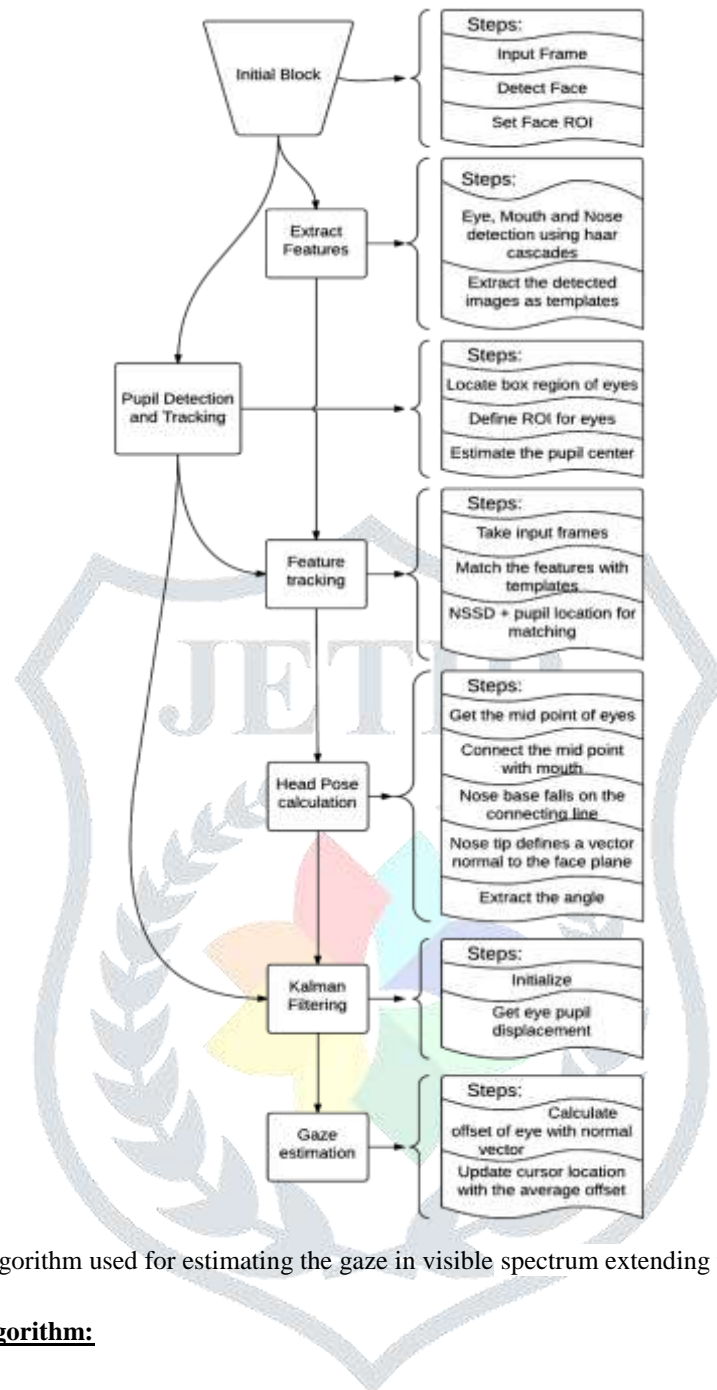 Initial Block
Steps:
Input Frame
Detect Face
Set Face ROI
Extract
Features
Steps:
Eye, Mouth and Nose
detection using haar
cascades
Extract the detected
images as templates
Pupil Detection
and Tracking
Steps:
Locate box region of eyes
Define ROI for eyes
Estimate the pupil center
Feature
tracking
Steps:
Take input frames
Match the features with
templates
NSSD + pupil location for
matching
Head Pose
calculation
Steps:
Get the mid point of eyes
Connect the mid point
with mouth
Nose base falls on the
connecting line
Nose tip defines a vector
normal to the face plane
Extract the angle
Kalman
Filtering
Steps:
Initialize
Get eye pupil
displacement
Gaze
estimation
Steps:
Calculate
offset of eye with normal
vector
Update cursor location
with the average offset
gorithm used for estimating the gaze in visible spectrum extending
gorithm: